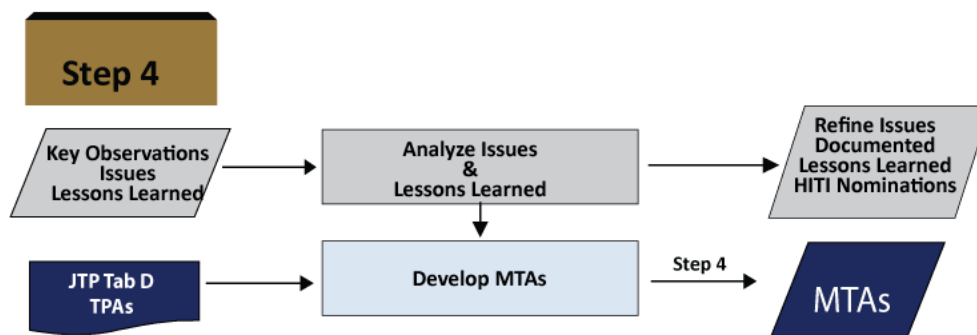 Step 4
Key Observations
Issues
Lessons Learned
Analyze Issues
&
Lessons Learned
Refine Issues
Documented
Lessons Learned
HITI Nominations
JTP Tab D
TPAs
Develop MTAs
Step 4
MTAs